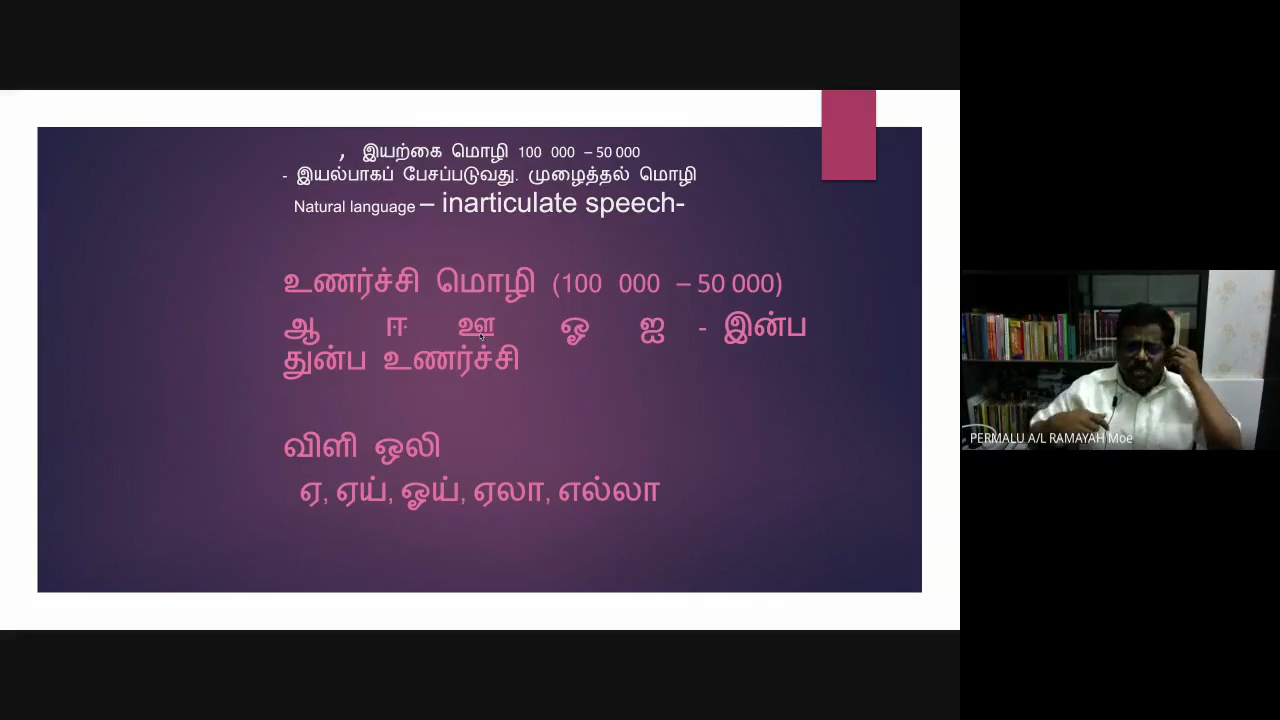 , இயற்கை மொழி 100 000 – 50 000
- இயல்பாகப் பேசப்படுவது. முழைத்தல் மொழி
Natural language – inarticulate speech-
உணர்ச்சி மொழி (100 000 – 50 000)
ஆ ஈ ஊ ஓ ஐ - இன்ப
துன்ப உணர்ச்சி
விளி ஒலி
ஏ, ஏய், ஓய், ஏலா, எல்லா
PERMALU A/L RAMAYAH Moe